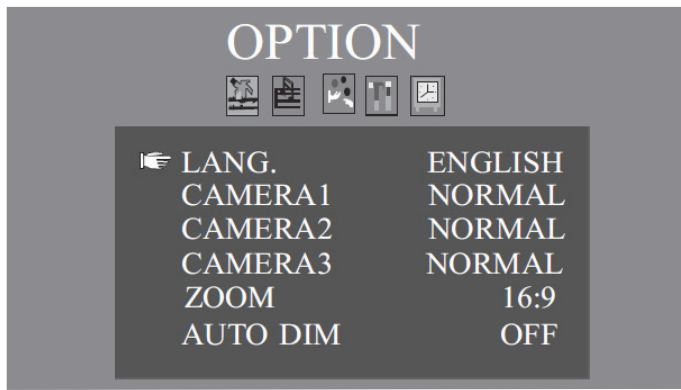 OPTION
LANG. ENGLISH
CAMERA1 NORMAL
CAMERA2 NORMAL
CAMERA3 NORMAL
ZOOM 16:9
AUTO DIM OFF